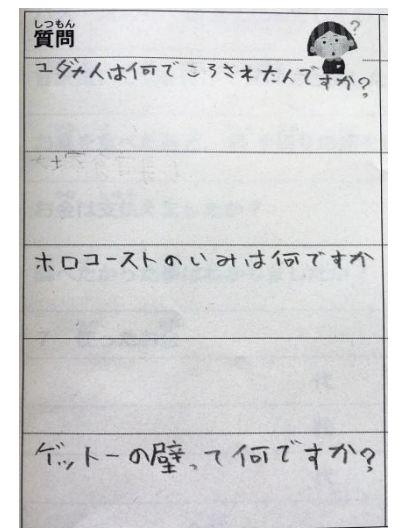 しつもん
質問
?
ユダヤ人は何でころされた人ですか?
ホロコーストのいみは何ですか
ゲットーの壁って何ですか?